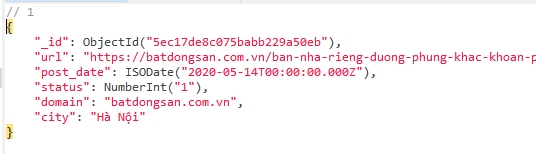 // 1
{
"_id": ObjectId("5ec17de8c075babb229a50eb"),
"url": "https://batdongsan.com.vn/ban-nha-rieng-duong-phung-khac-khoan-p
"post_date": ISODate("2020-05-14T00:00:00.000Z"),
"status": NumberInt("1"),
"domain": "batdongsan.com.vn",
"city": "Hà Nội"
}